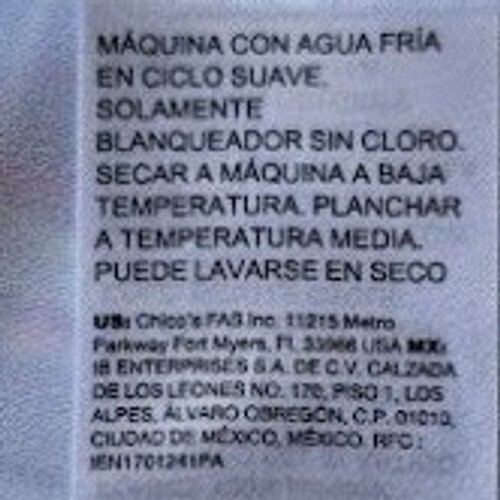 MÁQUINA CON AGUA FRÍA
EN CICLO SUAVE.
SOLAMENTE
BLANQUEADOR SIN CLORO.
SECAR A MÁQUINA A BAJA
TEMPERATURA. PLANCHAR
A TEMPERATURA MEDIA.
PUEDE LAVARSE EN SECO
US: Chico's FAS Inc. 11215 Metro
Parkway Fort Myers, Fl. 33966 USA MX:
IB ENTERPRISES S.A. DE C.V. CALZADA
DE LOS LEONES NO. 170, PISO 1, LOS
ALPES, ÁLVARO OBREGÓN, C.P. 01010,
CIUDAD DE MÉXICO, MÉXICO. RFC :